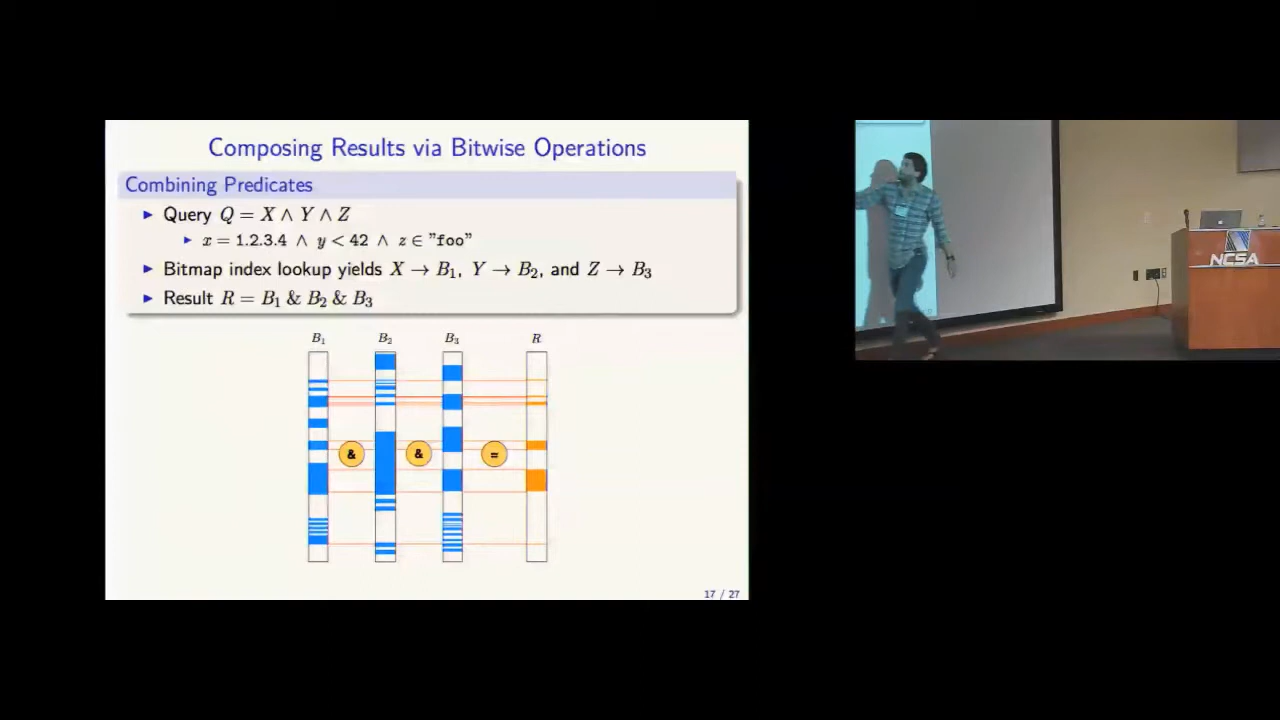 Composing Results via Bitwise Operations
Combining Predicates
Query Q = X ∧ Y ∧ Z
x = 1.2.3.4 ∧ y < 42 ∧ z ∈ "foo"
Bitmap index lookup yields X → B₁, Y → B₂, and Z → B₃
Result R = B₁ & B₂ & B₃
B₁ B₂ B₃ R
& & =
17 / 27
NCSA